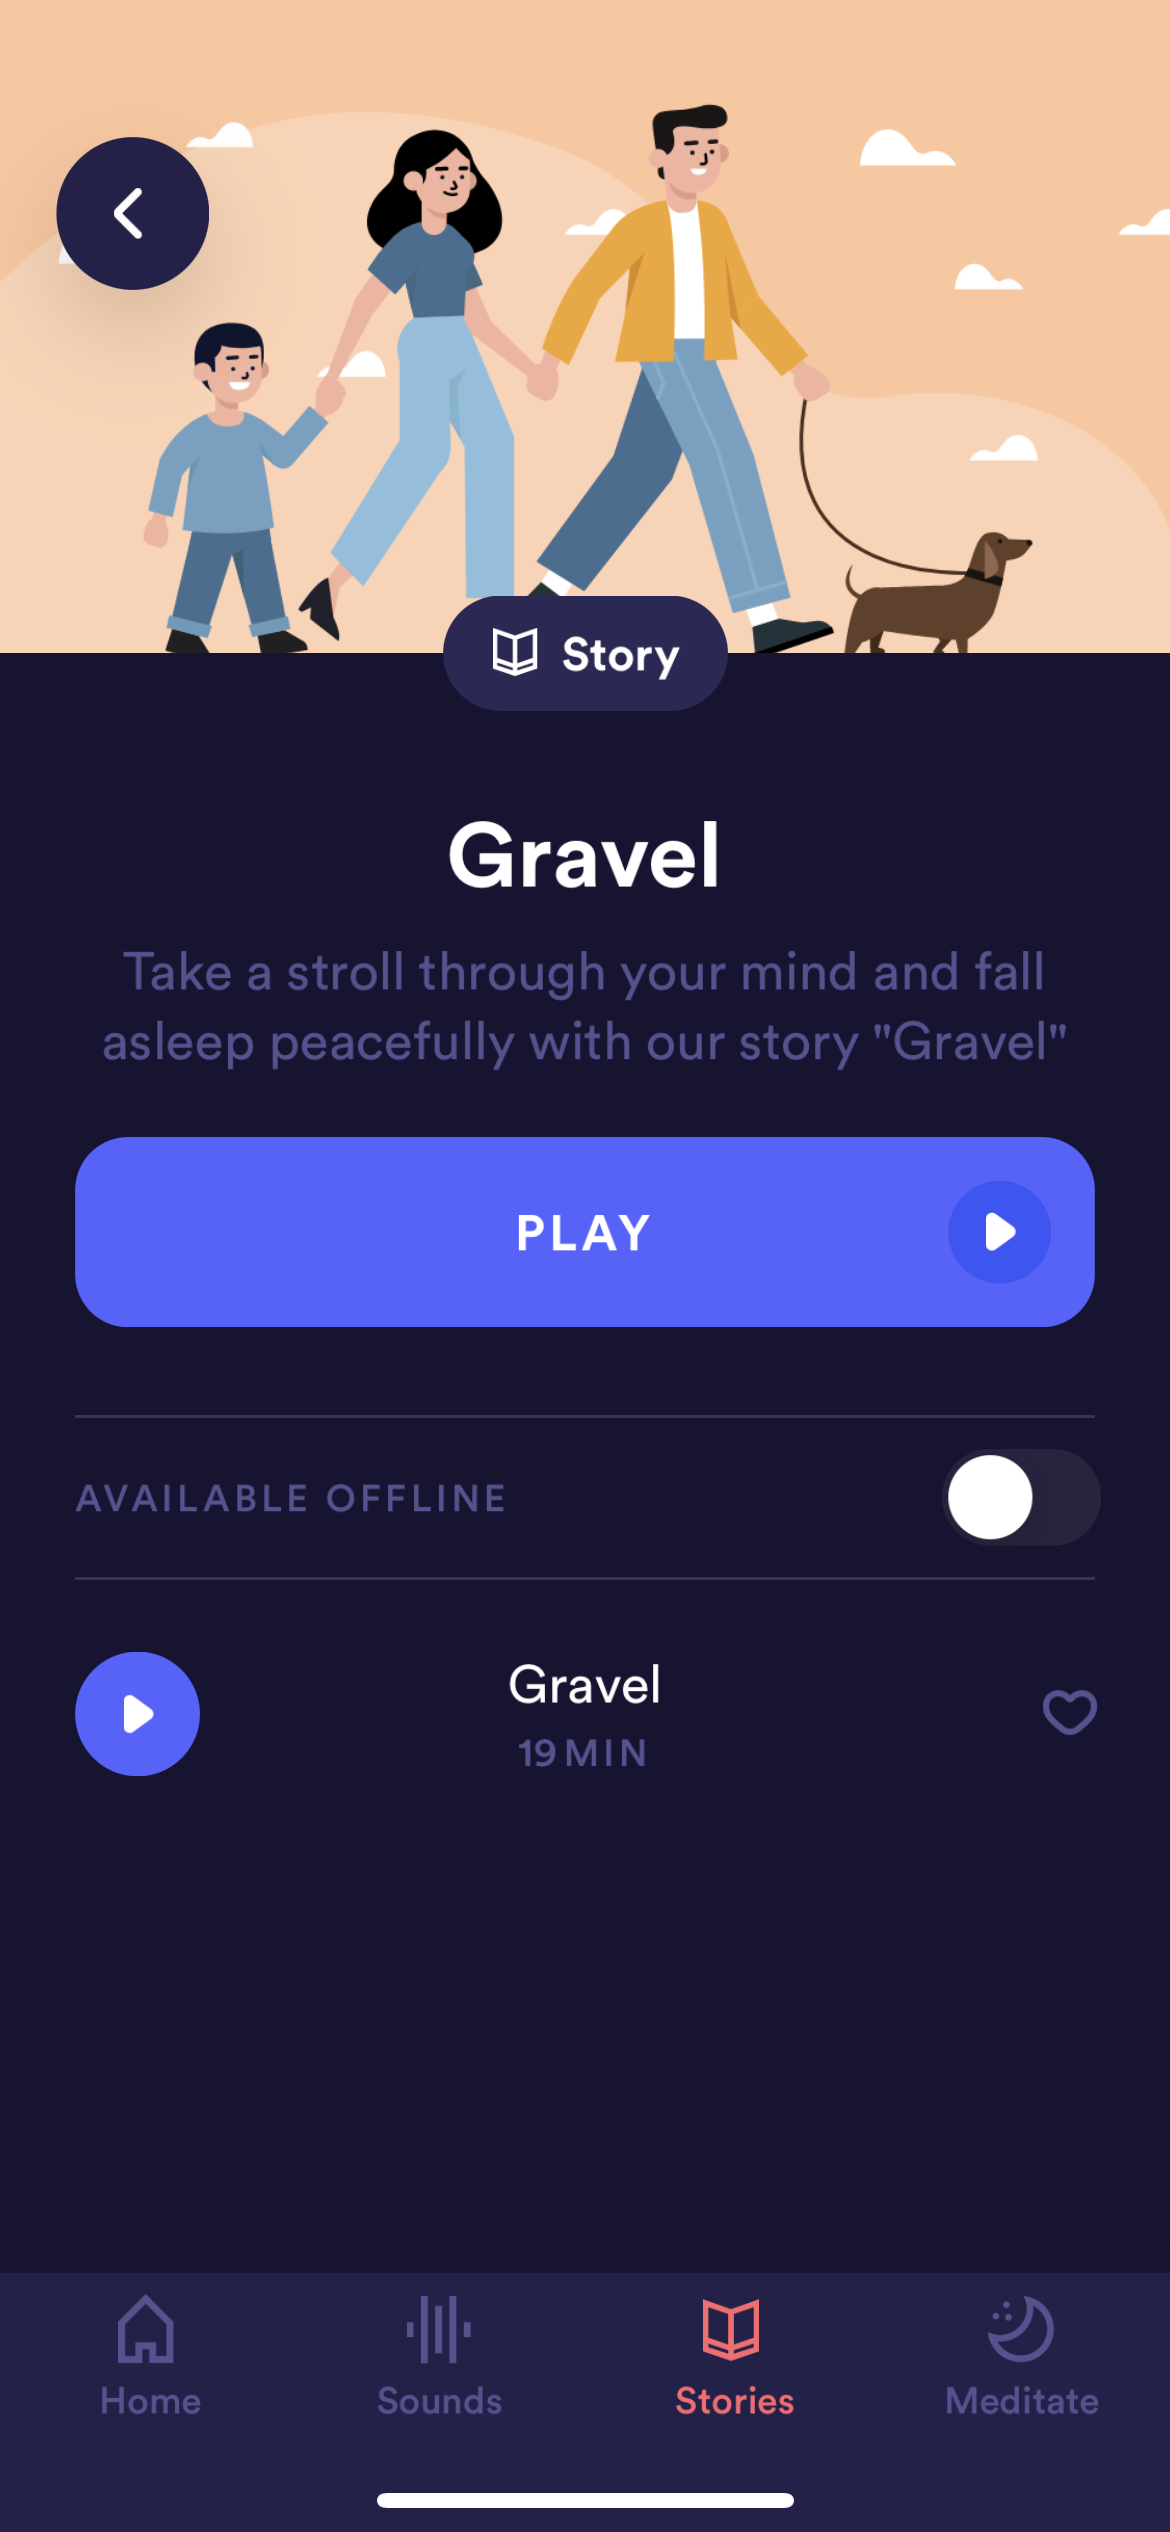 Story
Gravel
Take a stroll through your mind and fall
asleep peacefully with our story "Gravel"
PLAY
AVAILABLE OFFLINE
Gravel
19 MIN
Home
Sounds
Stories
Meditate